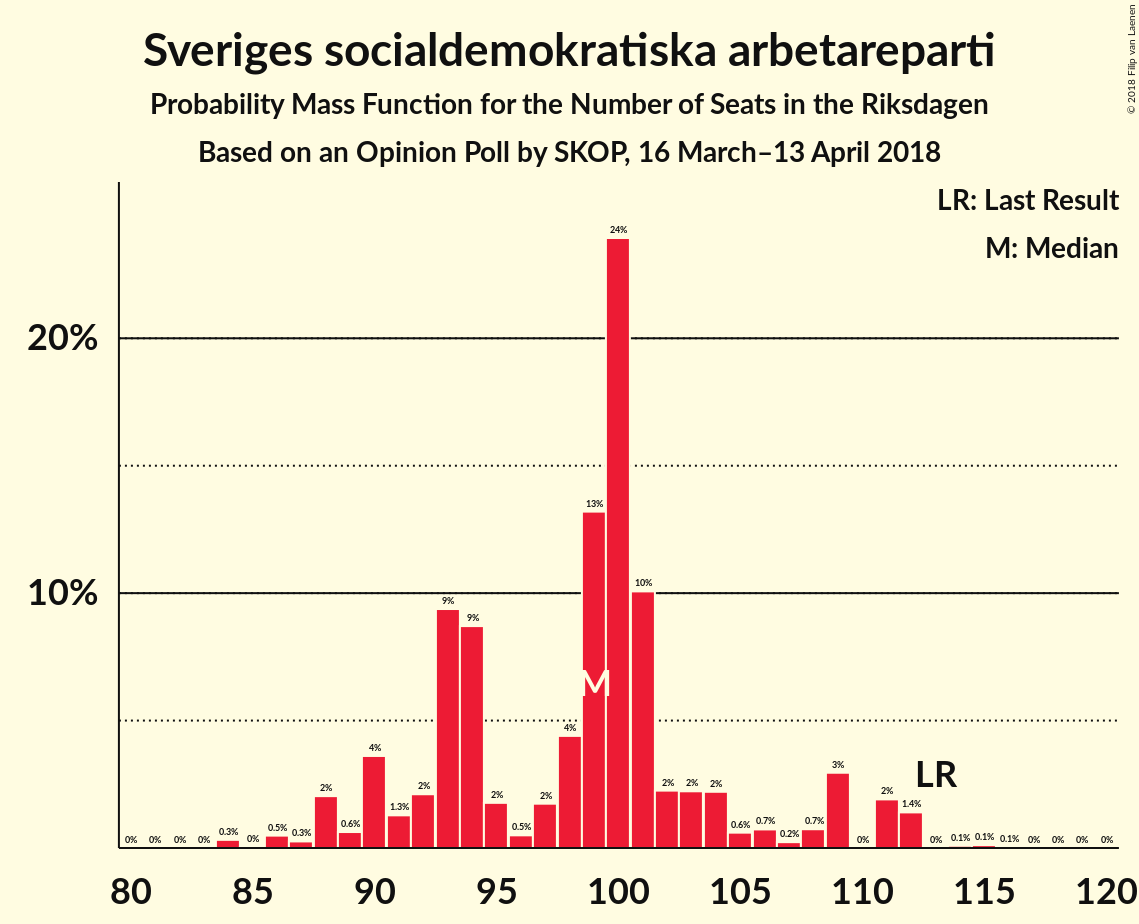 Sveriges socialdemokratiska arbetareparti
Probability Mass Function for the Number of Seats in the Riksdagen
Based on an Opinion Poll by SKOP, 16 March–13 April 2018
© 2018 Filip van Laenen
LR: Last Result
M: Median
20%
10%
0% 0% 0% 0% 0.3% 0% 0.5% 0.3% 2% 0.6% 4% 1.3% 2% 9% 9% 2% 0.5% 2% 4% 13% 24% 10% 2% 2% 2% 0.6% 0.7% 0.2% 0.7% 3% 0% 2% 1.4% 0% 0.1% 0.1% 0.1% 0% 0% 0% 0%
M
LR
80 85 90 95 100 105 110 115 120